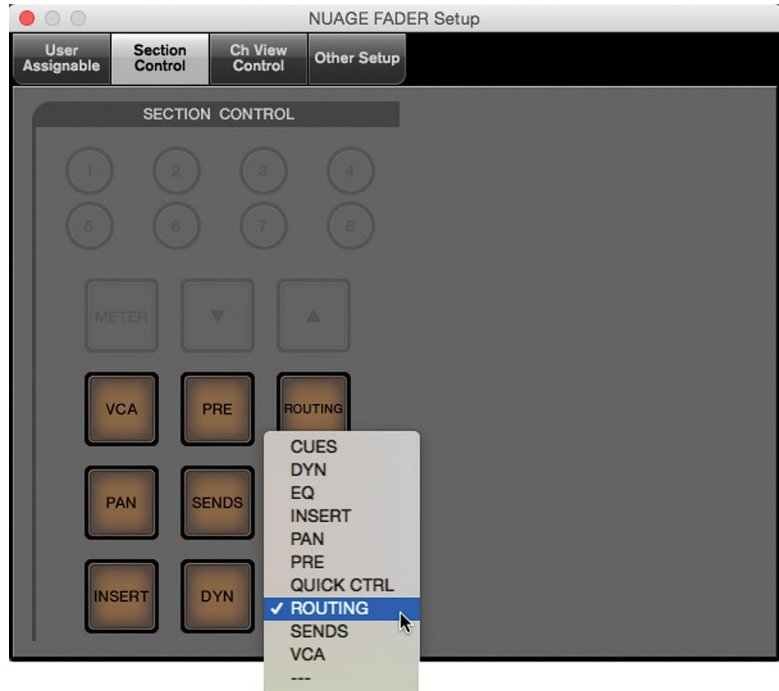 NUAGE FADER Setup
User Assignable
Section Control
Ch View Control
Other Setup
SECTION CONTROL
1 2 3 4
5 6 7 8
METER ▼ ▲
VCA PRE ROUTING
PAN SENDS
INSERT DYN
CUES
DYN
EQ
INSERT
PAN
PRE
QUICK CTRL
✓ ROUTING
SENDS
VCA
---